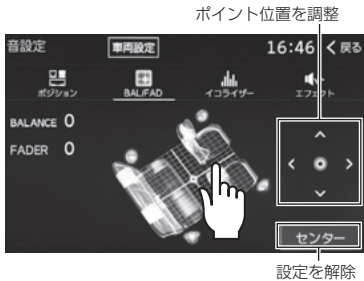 ポイント位置を調整
音設定 車両設定 16:46 戻る
ポジション BAL/FAD イコライザー エフェクト
BALANCE 0
FADER 0
センター
設定を解除